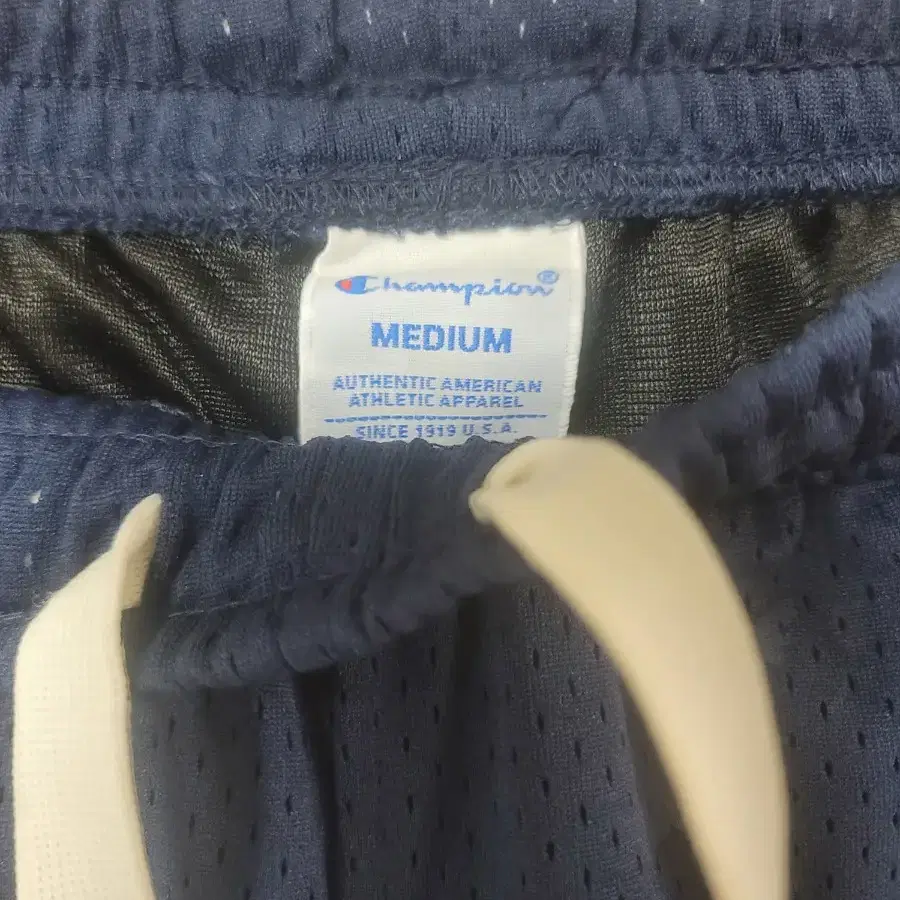 Champion®
MEDIUM
AUTHENTIC AMERICAN
ATHLETIC APPAREL
SINCE 1919 U.S.A.